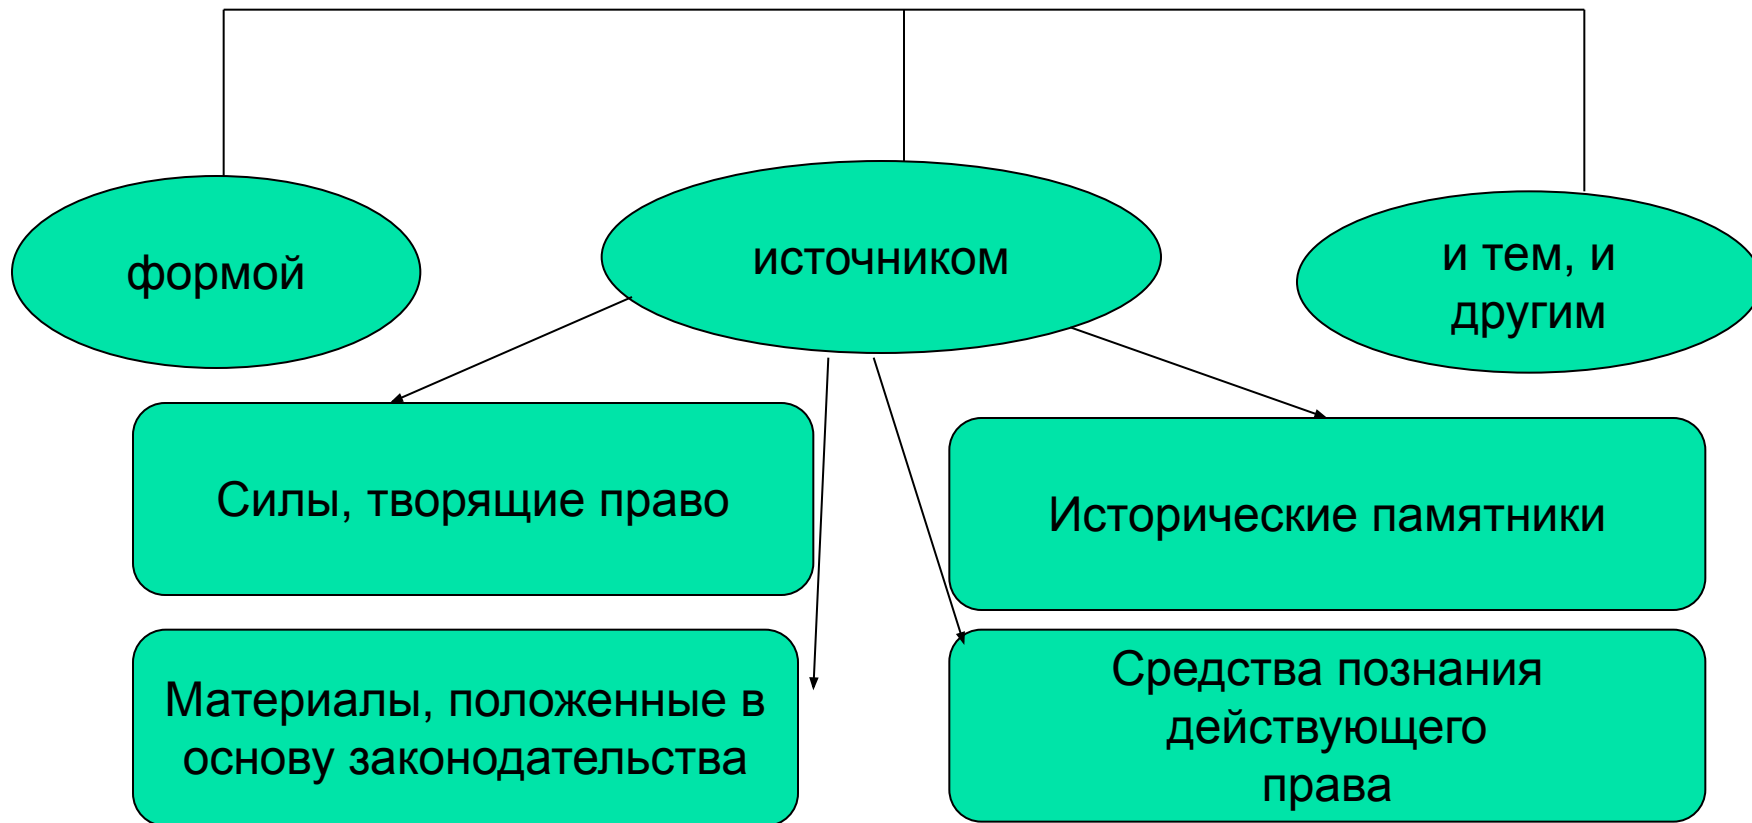 формой
источником
и тем, и
другим
Силы, творящие право
Исторические памятники
Материалы, положенные в
основу законодательства
Средства познания
действующего
права